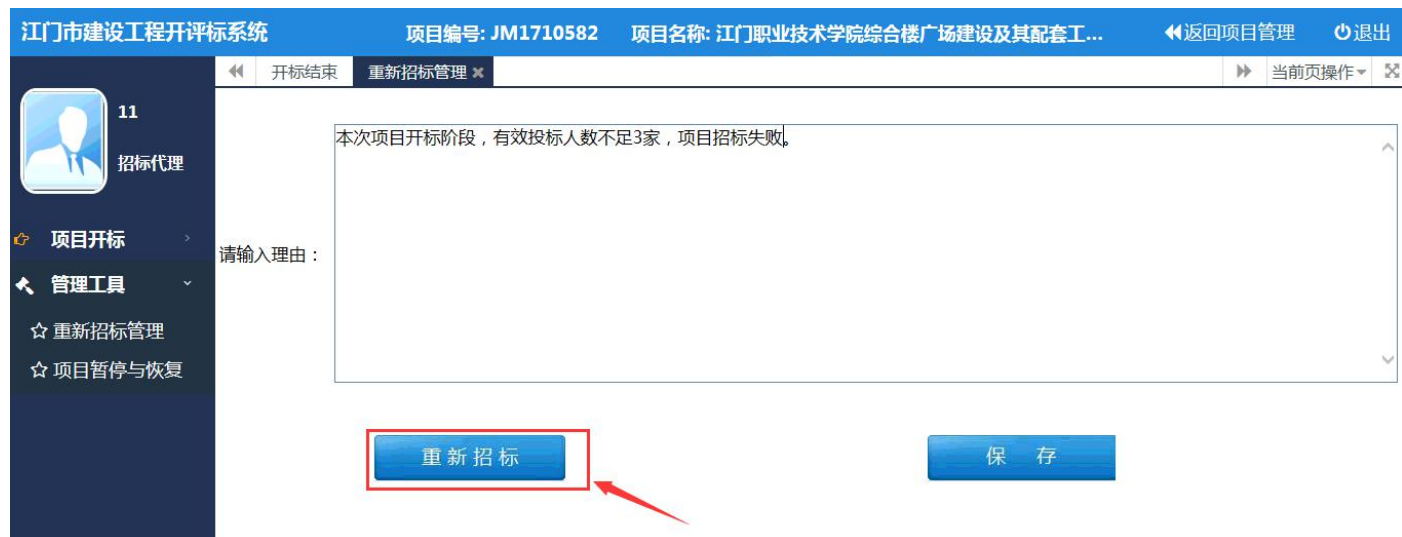 江门市建设工程开评标系统 项目编号: JM1710582 项目名称: 江门职业技术学院综合楼广场建设及其配套工... 返回项目管理 退出
开标结束 重新招标管理 当前页操作
11
招标代理
本次项目开标阶段，有效投标人数不足3家，项目招标失败。
项目开标
请输入理由：
管理工具
重新招标管理
项目暂停与恢复
重新招标 保 存